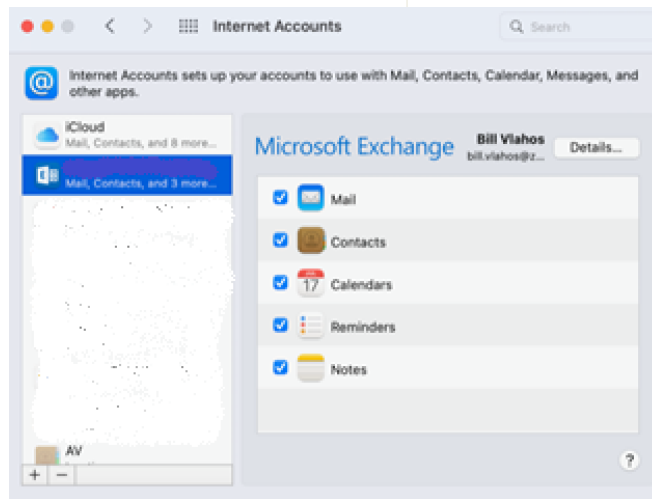 Internet Accounts
Search
Internet Accounts sets up your accounts to use with Mail, Contacts, Calendar, Messages, and
other apps.
iCloud
Mail, Contacts, and 8 more...
Mail, Contacts, and 3 more...
AV
+ −
Microsoft Exchange
Bill Vlahos
bill.vlahos@z...
Details...
Mail
Contacts
JUL
17
Calendars
Reminders
Notes
?